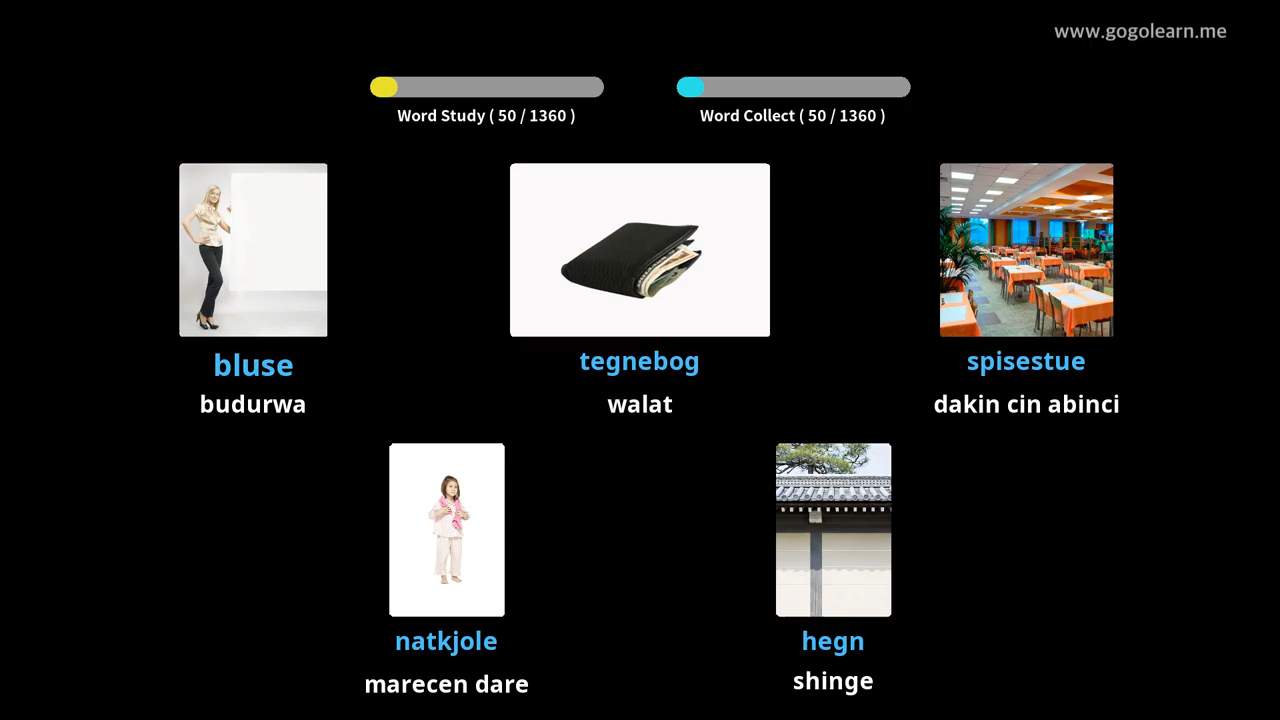 www.gogolearn.me
Word Study ( 50 / 1360 )
Word Collect ( 50 / 1360 )
bluse
budurwa
tegnebog
walat
spisestue
dakin cin abinci
natkjole
marecen dare
hegn
shinge